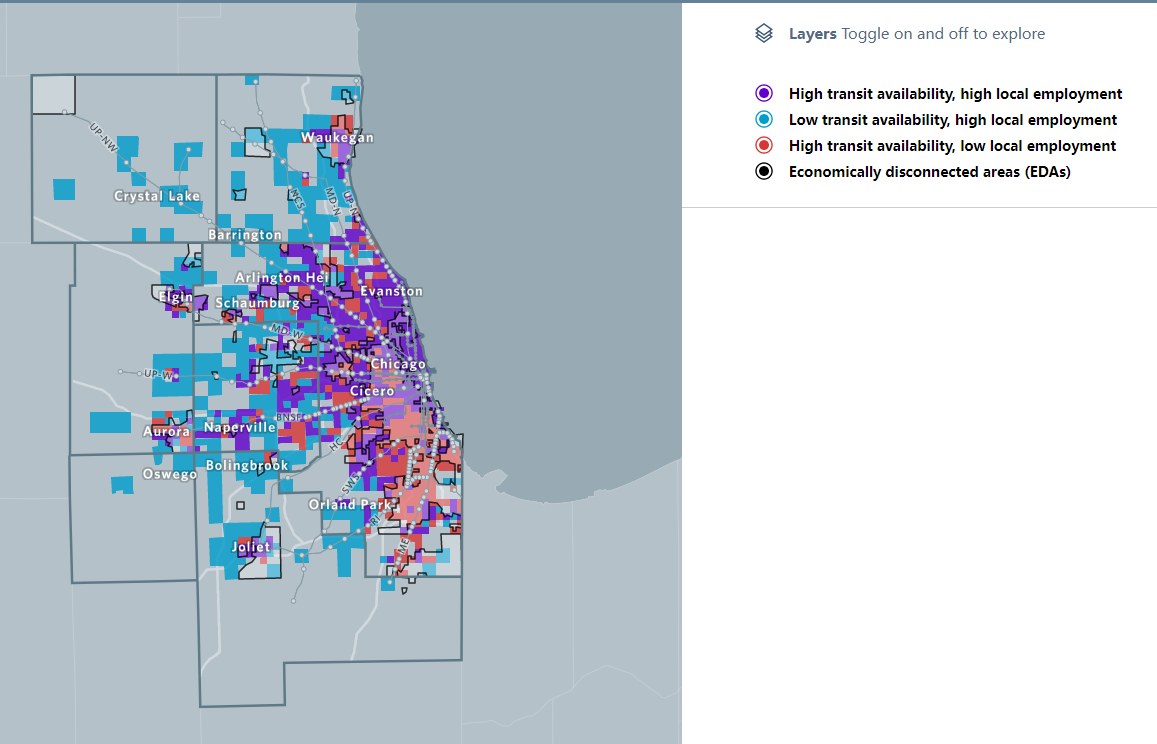 Layers Toggle on and off to explore
High transit availability, high local employment
Low transit availability, high local employment
High transit availability, low local employment
Economically disconnected areas (EDAs)
UP-NW
Waukegan
Crystal Lake
NCS
MD-N
UP-N
Barrington
Arlington Hei
Elgin
Schaumburg
Evanston
MD-W
Chicago
UP-W
Cicero
BNSF
Aurora
Naperville
HC
Bolingbrook
Oswego
SWS
Orland Park
RI
Joliet
ME